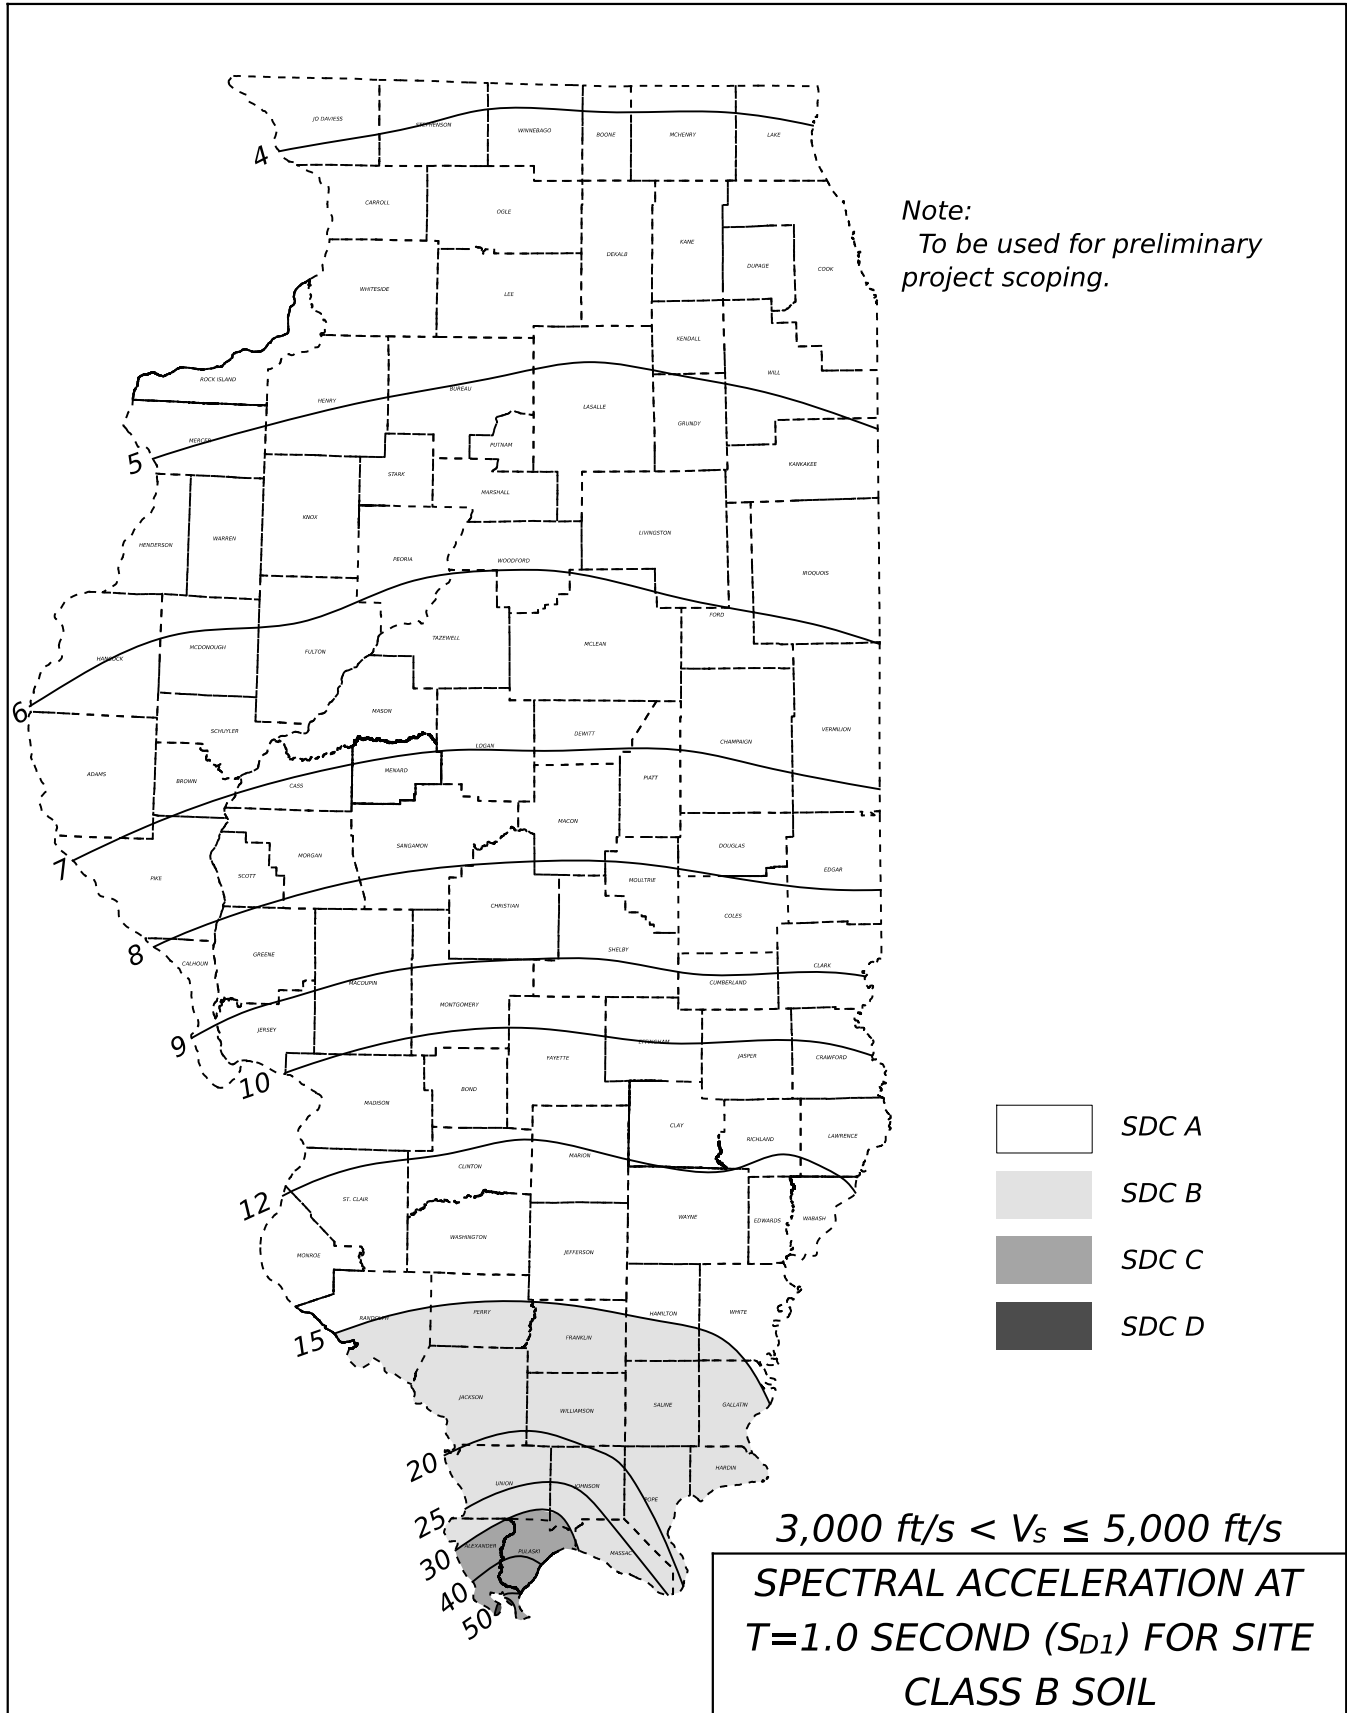 JO DAVIESS
STEPHENSON
WINNEBAGO
BOONE
MCHENRY
LAKE
4
CARROLL
OGLE
KANE
DEKALB
DUPAGE
COOK
Note:
To be used for preliminary
project scoping.
WHITESIDE
LEE
KENDALL
WILL
ROCK ISLAND
HENRY
BUREAU
LASALLE
GRUNDY
MERCER
PUTNAM
5
KANKAKEE
STARK
MARSHALL
KNOX
LIVINGSTON
HENDERSON
WARREN
PEORIA
WOODFORD
IROQUOIS
FORD
HANCOCK
MCDONOUGH
FULTON
TAZEWELL
MCLEAN
6
MASON
SCHUYLER
LOGAN
DEWITT
CHAMPAIGN
VERMILION
ADAMS
BROWN
CASS
MENARD
PIATT
MACON
7
PIKE
SCOTT
MORGAN
SANGAMON
DOUGLAS
EDGAR
MOULTRIE
CHRISTIAN
COLES
8
CALHOUN
GREENE
SHELBY
CLARK
MACOUPIN
CUMBERLAND
MONTGOMERY
9
JERSEY
FAYETTE
EFFINGHAM
JASPER
CRAWFORD
10
MADISON
BOND
CLAY
RICHLAND
LAWRENCE
SDC A
CLINTON
MARION
12
ST. CLAIR
SDC B
WAYNE
EDWARDS
WABASH
MONROE
WASHINGTON
JEFFERSON
SDC C
15
RANDOLPH
PERRY
FRANKLIN
HAMILTON
WHITE
SDC D
JACKSON
WILLIAMSON
SALINE
GALLATIN
20
UNION
JOHNSON
POPE
HARDIN
25
30
ALEXANDER
PULASKI
MASSAC
40
50
3,000 ft/s < Vs ≤ 5,000 ft/s
SPECTRAL ACCELERATION AT
T=1.0 SECOND (SD1) FOR SITE
CLASS B SOIL